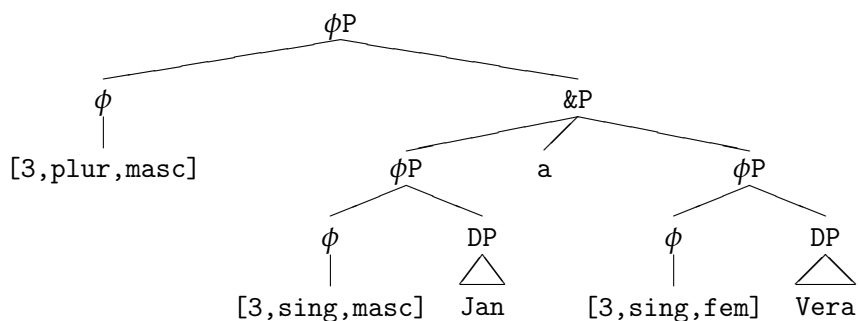 ϕP
ϕ &P
[3,plur,masc] ϕP a ϕP
ϕ DP ϕ DP
[3,sing,masc] Jan [3,sing,fem] Vera